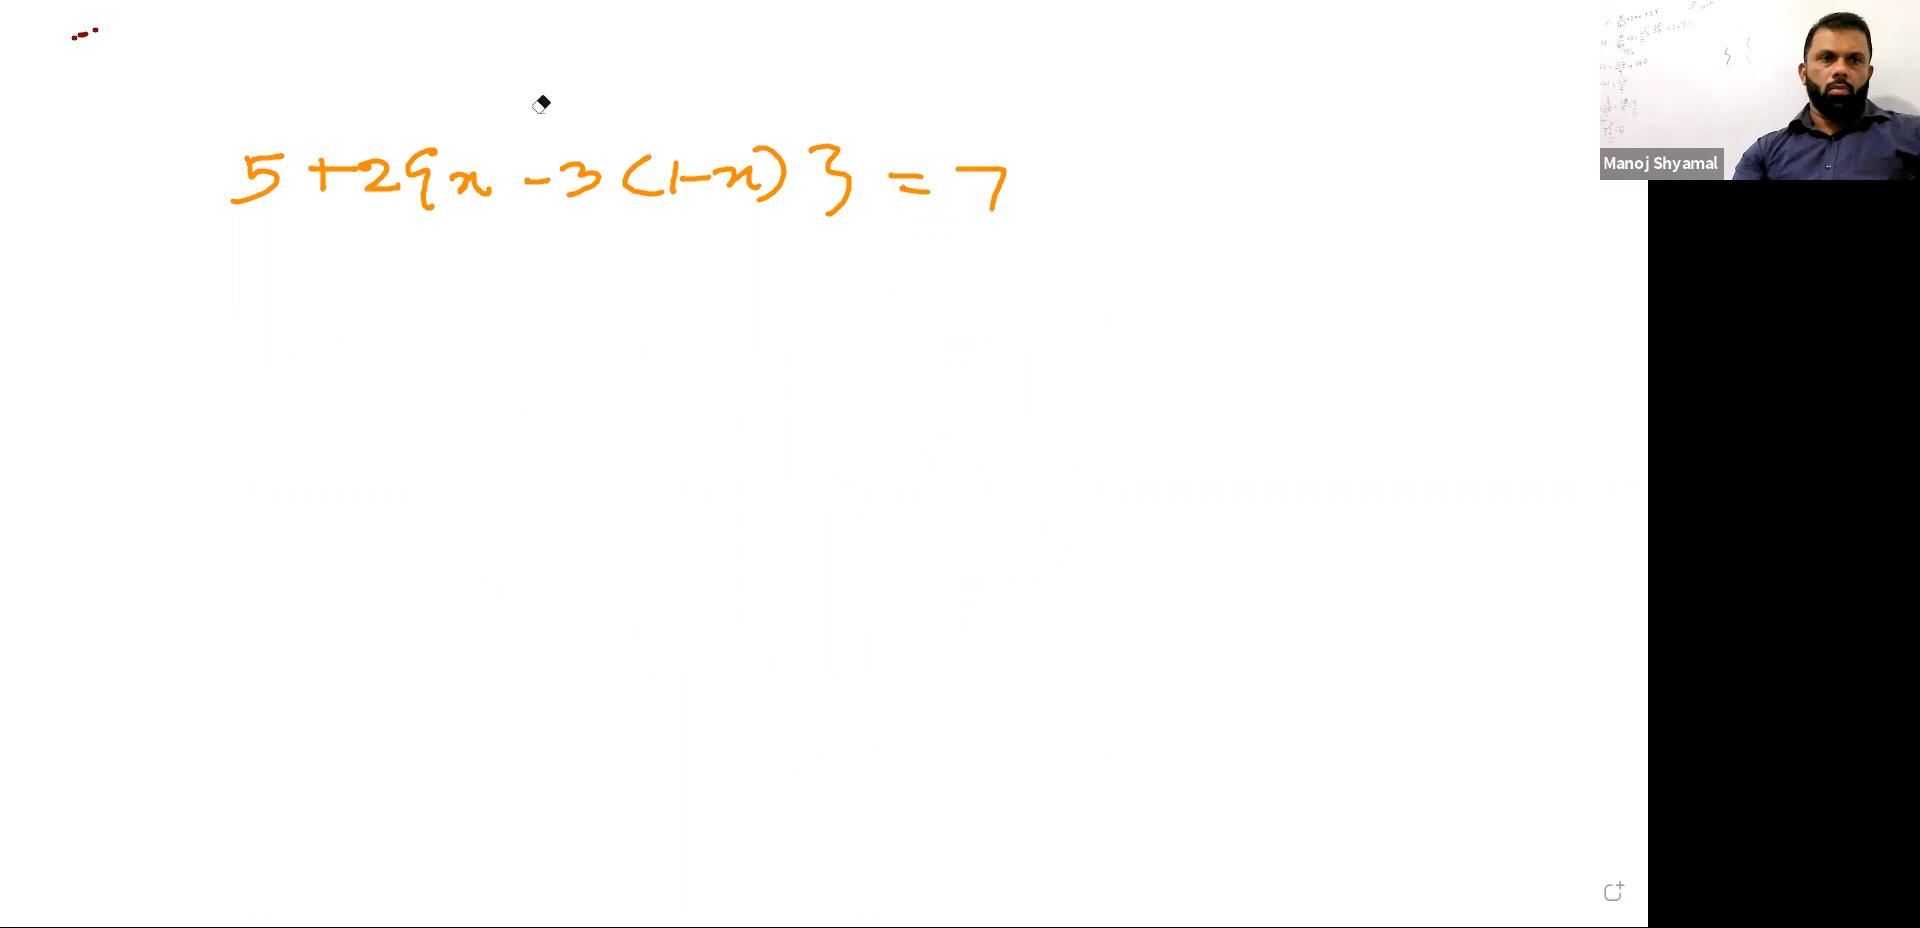 5 + 2{x - 3(1-x)} = 7
Manoj Shyamal